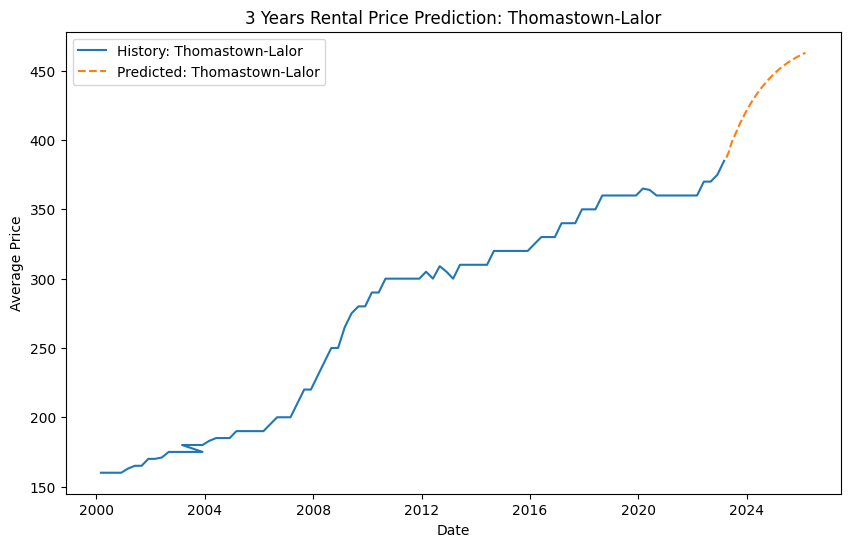 3 Years Rental Price Prediction: Thomastown-Lalor
History: Thomastown-Lalor
Predicted: Thomastown-Lalor
450
400
350
300
250
200
150
Average Price
2000 2004 2008 2012 2016 2020 2024
Date